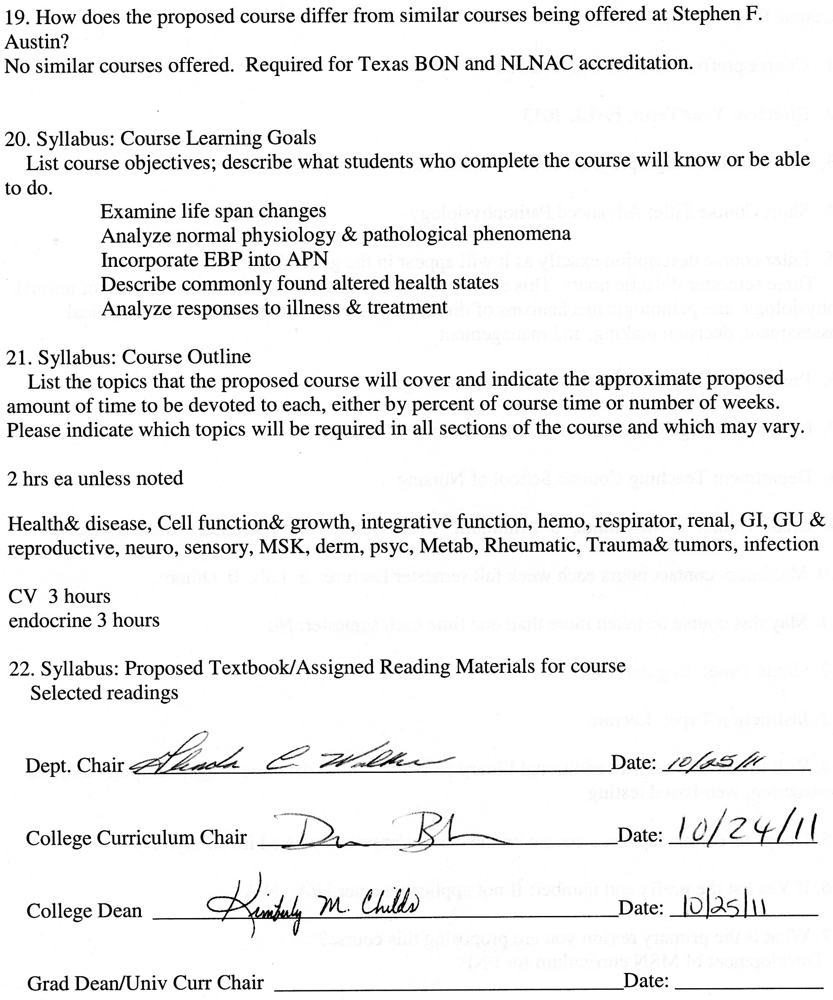 19. How does the proposed course differ from similar courses being offered at Stephen F.
Austin?
No similar courses offered.  Required for Texas BON and NLNAC accreditation.
20. Syllabus: Course Learning Goals
List course objectives; describe what students who complete the course will know or be able
to do.
Examine life span changes
Analyze normal physiology & pathological phenomena
Incorporate EBP into APN
Describe commonly found altered health states
Analyze responses to illness & treatment
21. Syllabus: Course Outline
List the topics that the proposed course will cover and indicate the approximate proposed
amount of time to be devoted to each, either by percent of course time or number of weeks.
Please indicate which topics will be required in all sections of the course and which may vary.
2 hrs ea unless noted
Health& disease, Cell function& growth, integrative function, hemo, respirator, renal, GI, GU &
reproductive, neuro, sensory, MSK, derm, psyc, Metab, Rheumatic, Trauma& tumors, infection
CV  3 hours
endocrine 3 hours
22. Syllabus: Proposed Textbook/Assigned Reading Materials for course
Selected readings
Dept. Chair C Walker Date: 10/25/11
College Curriculum Chair Date: 10/24/11
College Dean Kimberly M. Childs Date: 10/25/11
Grad Dean/Univ Curr Chair Date: